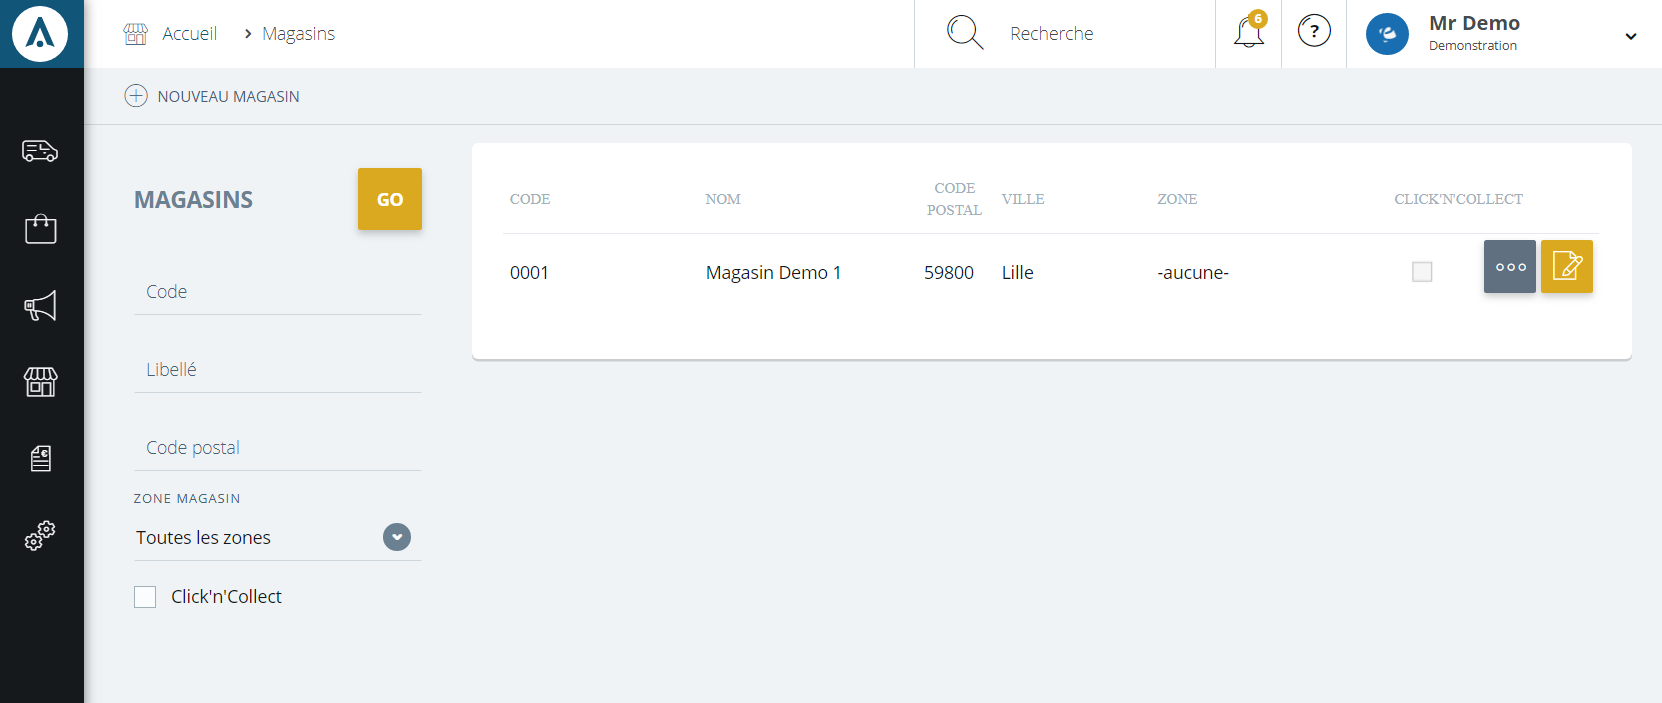 Accueil > Magasins
Recherche
6
?
Mr Demo
Demonstration
NOUVEAU MAGASIN
MAGASINS
GO
Code
Libellé
Code postal
ZONE MAGASIN
Toutes les zones
Click'n'Collect
CODE NOM CODE POSTAL VILLE ZONE CLICK'N'COLLECT
0001 Magasin Demo 1 59800 Lille -aucune-